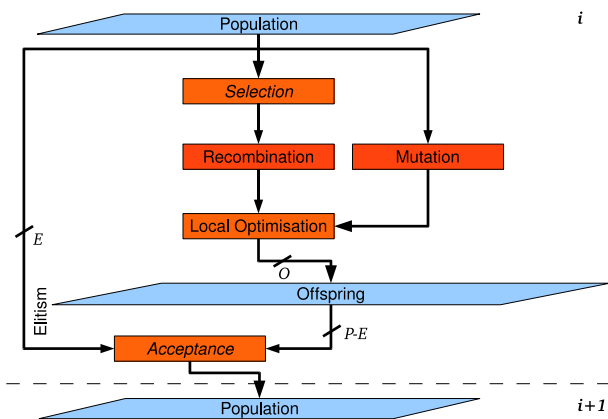 Population
i
Selection
Recombination
Mutation
Local Optimisation
E
O
Offspring
Elitism
P-E
Acceptance
Population
i+1